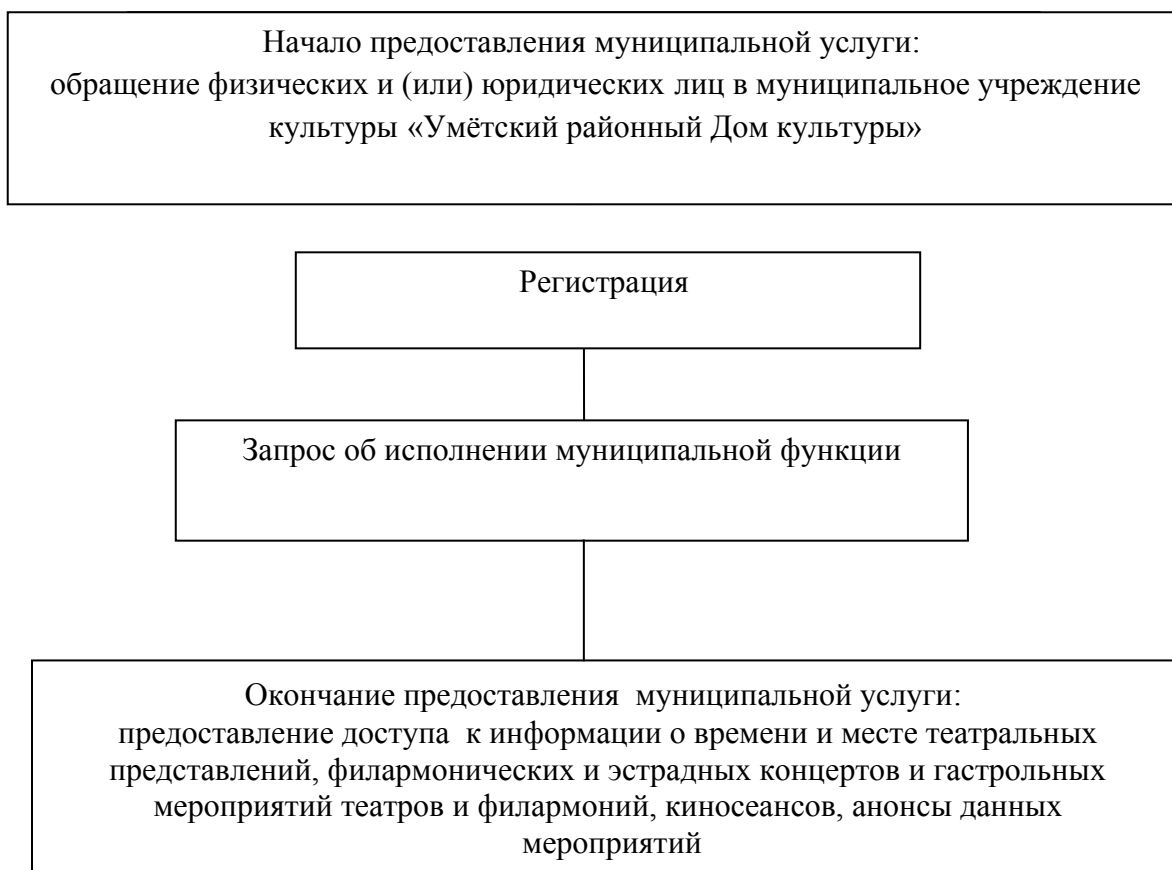 Начало предоставления муниципальной услуги:
обращение физических и (или) юридических лиц в муниципальное учреждение
культуры «Умётский районный Дом культуры»
Регистрация
Запрос об исполнении муниципальной функции
Окончание предоставления муниципальной услуги:
предоставление доступа к информации о времени и месте театральных
представлений, филармонических и эстрадных концертов и гастрольных
мероприятий театров и филармоний, киносеансов, анонсы данных
мероприятий